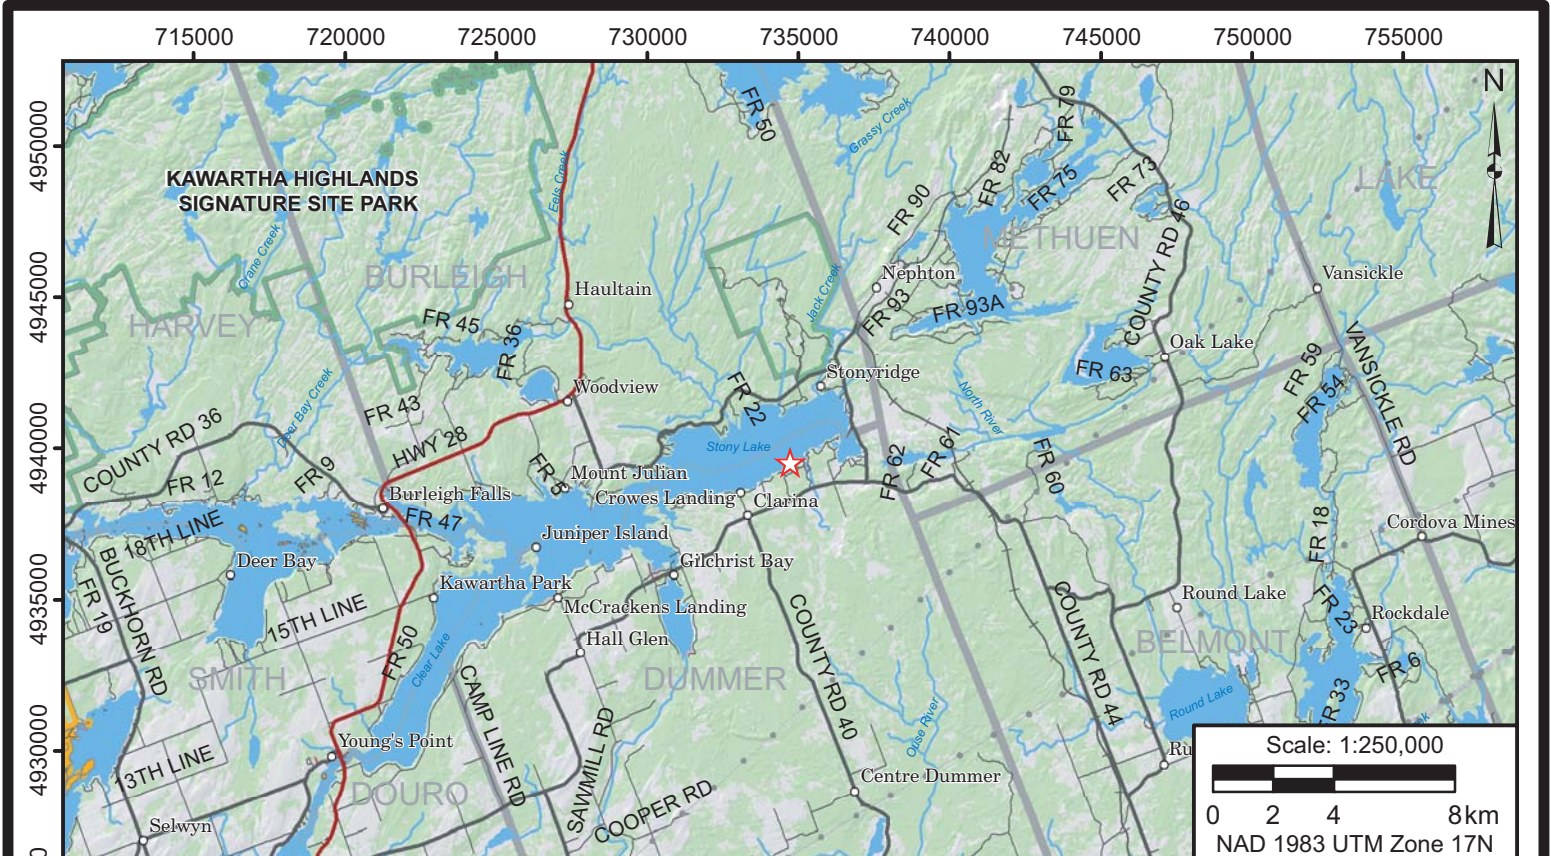 715000 720000 725000 730000 735000 740000 745000 750000 755000
4950000
4945000
4940000
4935000
4930000
N
FR 50
Grassy Creek
FR 79
Eels Creek
KAWARTHA HIGHLANDS
SIGNATURE SITE PARK
FR 82
FR 75
FR 73
LAKE
FR 90
COUNTY RD 46
METHUEN
Crane Creek
BURLEIGH
Haultain
Jack Creek
Nephton
Vansickle
HARVEY
FR 45
FR 36
FR 93
FR 93A
Oak Lake
VANSICKLE RD
Stonyridge
FR 63
FR 59
FR 54
Woodview
FR 22
North River
Deer Bay Creek
FR 43
COUNTY RD 36
HWY 28
Stony Lake
FR 12
FR 9
FR 5
Mount Julian
FR 62
FR 61
FR 60
Burleigh Falls
Crowes Landing
Clarina
FR 47
18TH LINE
Juniper Island
FR 18
Cordova Mines
Deer Bay
Gilchrist Bay
BUCKHORN RD
FR 19
Kawartha Park
McCrackens Landing
15TH LINE
COUNTY RD 40
COUNTY RD 44
Round Lake
FR 23
Rockdale
Hall Glen
BELMONT
FR 50
Clear Lake
SMITH
DUMMER
FR 6
CAMP LINE RD
Round Lake
FR 33
SAWMILL RD
Ouse River
Young's Point
13TH LINE
Centre Dummer
DOURO
COOPER RD
Selwyn
Scale: 1:250,000
0 2 4 8 km
NAD 1983 UTM Zone 17N